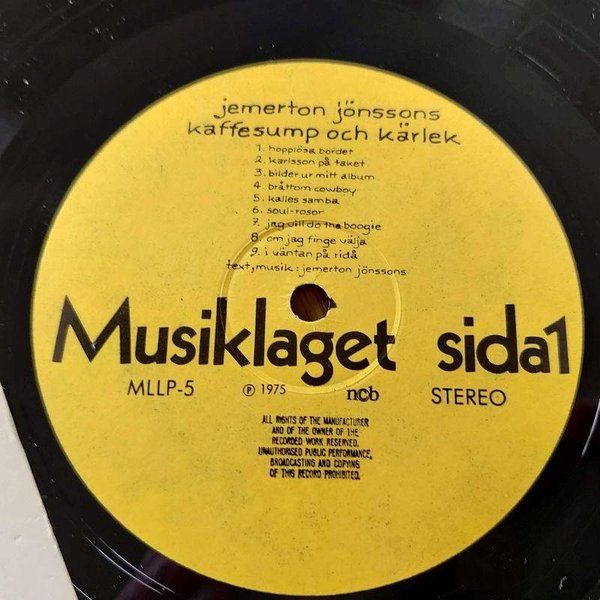 jemerton jönssons
kaffesump och kärlek
1. hopplösa bordet
2. karlsson på taket
3. bilder ur mitt album
4. bråttom cowboy
5. kalles samba
6. soul-rosor
7. jag vill do the boogie
8. om jag finge välja
9. i väntan på ridå
text,musik: jemerton jönssons
Musiklaget sida1
MLLP-5 ℗ 1975 ncb STEREO
ALL RIGHTS OF THE MANUFACTURER
AND OF THE OWNER OF THE
RECORDED WORK RESERVED.
UNAUTHORISED PUBLIC PERFORMANCE,
BROADCASTING AND COPYING
OF THIS RECORD PROHIBITED.